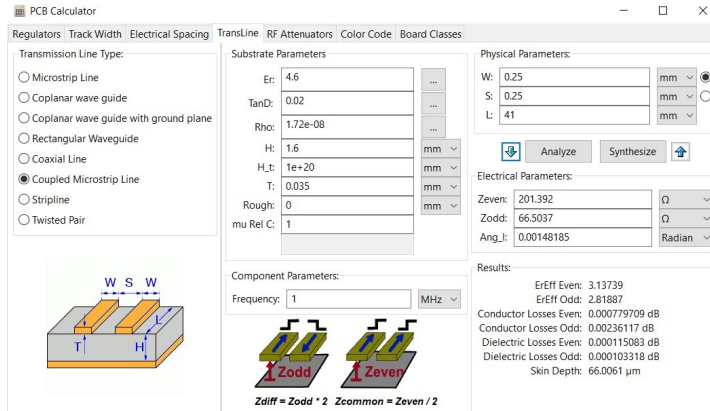 PCB Calculator
Regulators Track Width Electrical Spacing TransLine RF Attenuators Color Code Board Classes
Transmission Line Type:
Microstrip Line
Coplanar wave guide
Coplanar wave guide with ground plane
Rectangular Waveguide
Coaxial Line
Coupled Microstrip Line
Stripline
Twisted Pair
W S W
L
T
H
Substrate Parameters
Er: 4.6 ...
TanD: 0.02 ...
Rho: 1.72e-08 ...
H: 1.6 mm
H_t: 1e+20 mm
T: 0.035 mm
Rough: 0 mm
mu Rel C: 1
Component Parameters:
Frequency: 1 MHz
Zodd
Zeven
Zdiff = Zodd * 2 Zcommon = Zeven / 2
Physical Parameters:
W: 0.25 mm
S: 0.25 mm
L: 41 mm
Analyze Synthesize
Electrical Parameters:
Zeven: 201.392 Ω
Zodd: 66.5037 Ω
Ang_l: 0.00148185 Radian
Results:
ErEff Even: 3.13739
ErEff Odd: 2.81887
Conductor Losses Even: 0.000779709 dB
Conductor Losses Odd: 0.00236117 dB
Dielectric Losses Even: 0.000115083 dB
Dielectric Losses Odd: 0.000103318 dB
Skin Depth: 66.0061 µm